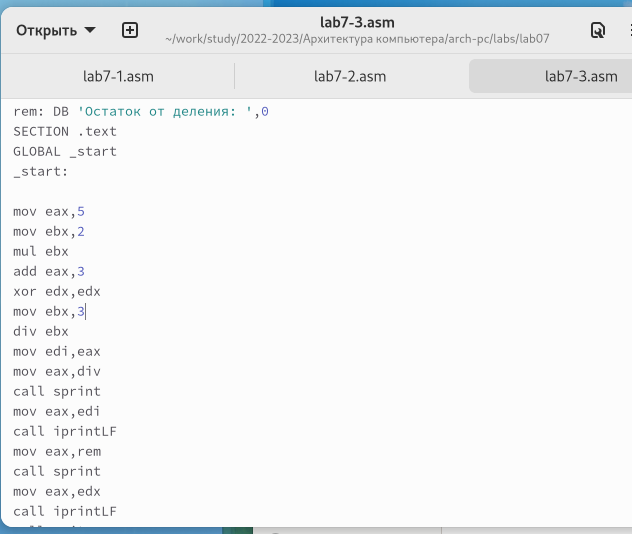 Открыть
lab7-3.asm
~/work/study/2022-2023/Архитектура компьютера/arch-pc/labs/lab07
lab7-1.asm lab7-2.asm lab7-3.asm
rem: DB 'Остаток от деления: ',0
SECTION .text
GLOBAL _start
_start:
mov eax,5
mov ebx,2
mul ebx
add eax,3
xor edx,edx
mov ebx,3
div ebx
mov edi,eax
mov eax,div
call sprint
mov eax,edi
call iprintLF
mov eax,rem
call sprint
mov eax,edx
call iprintLF